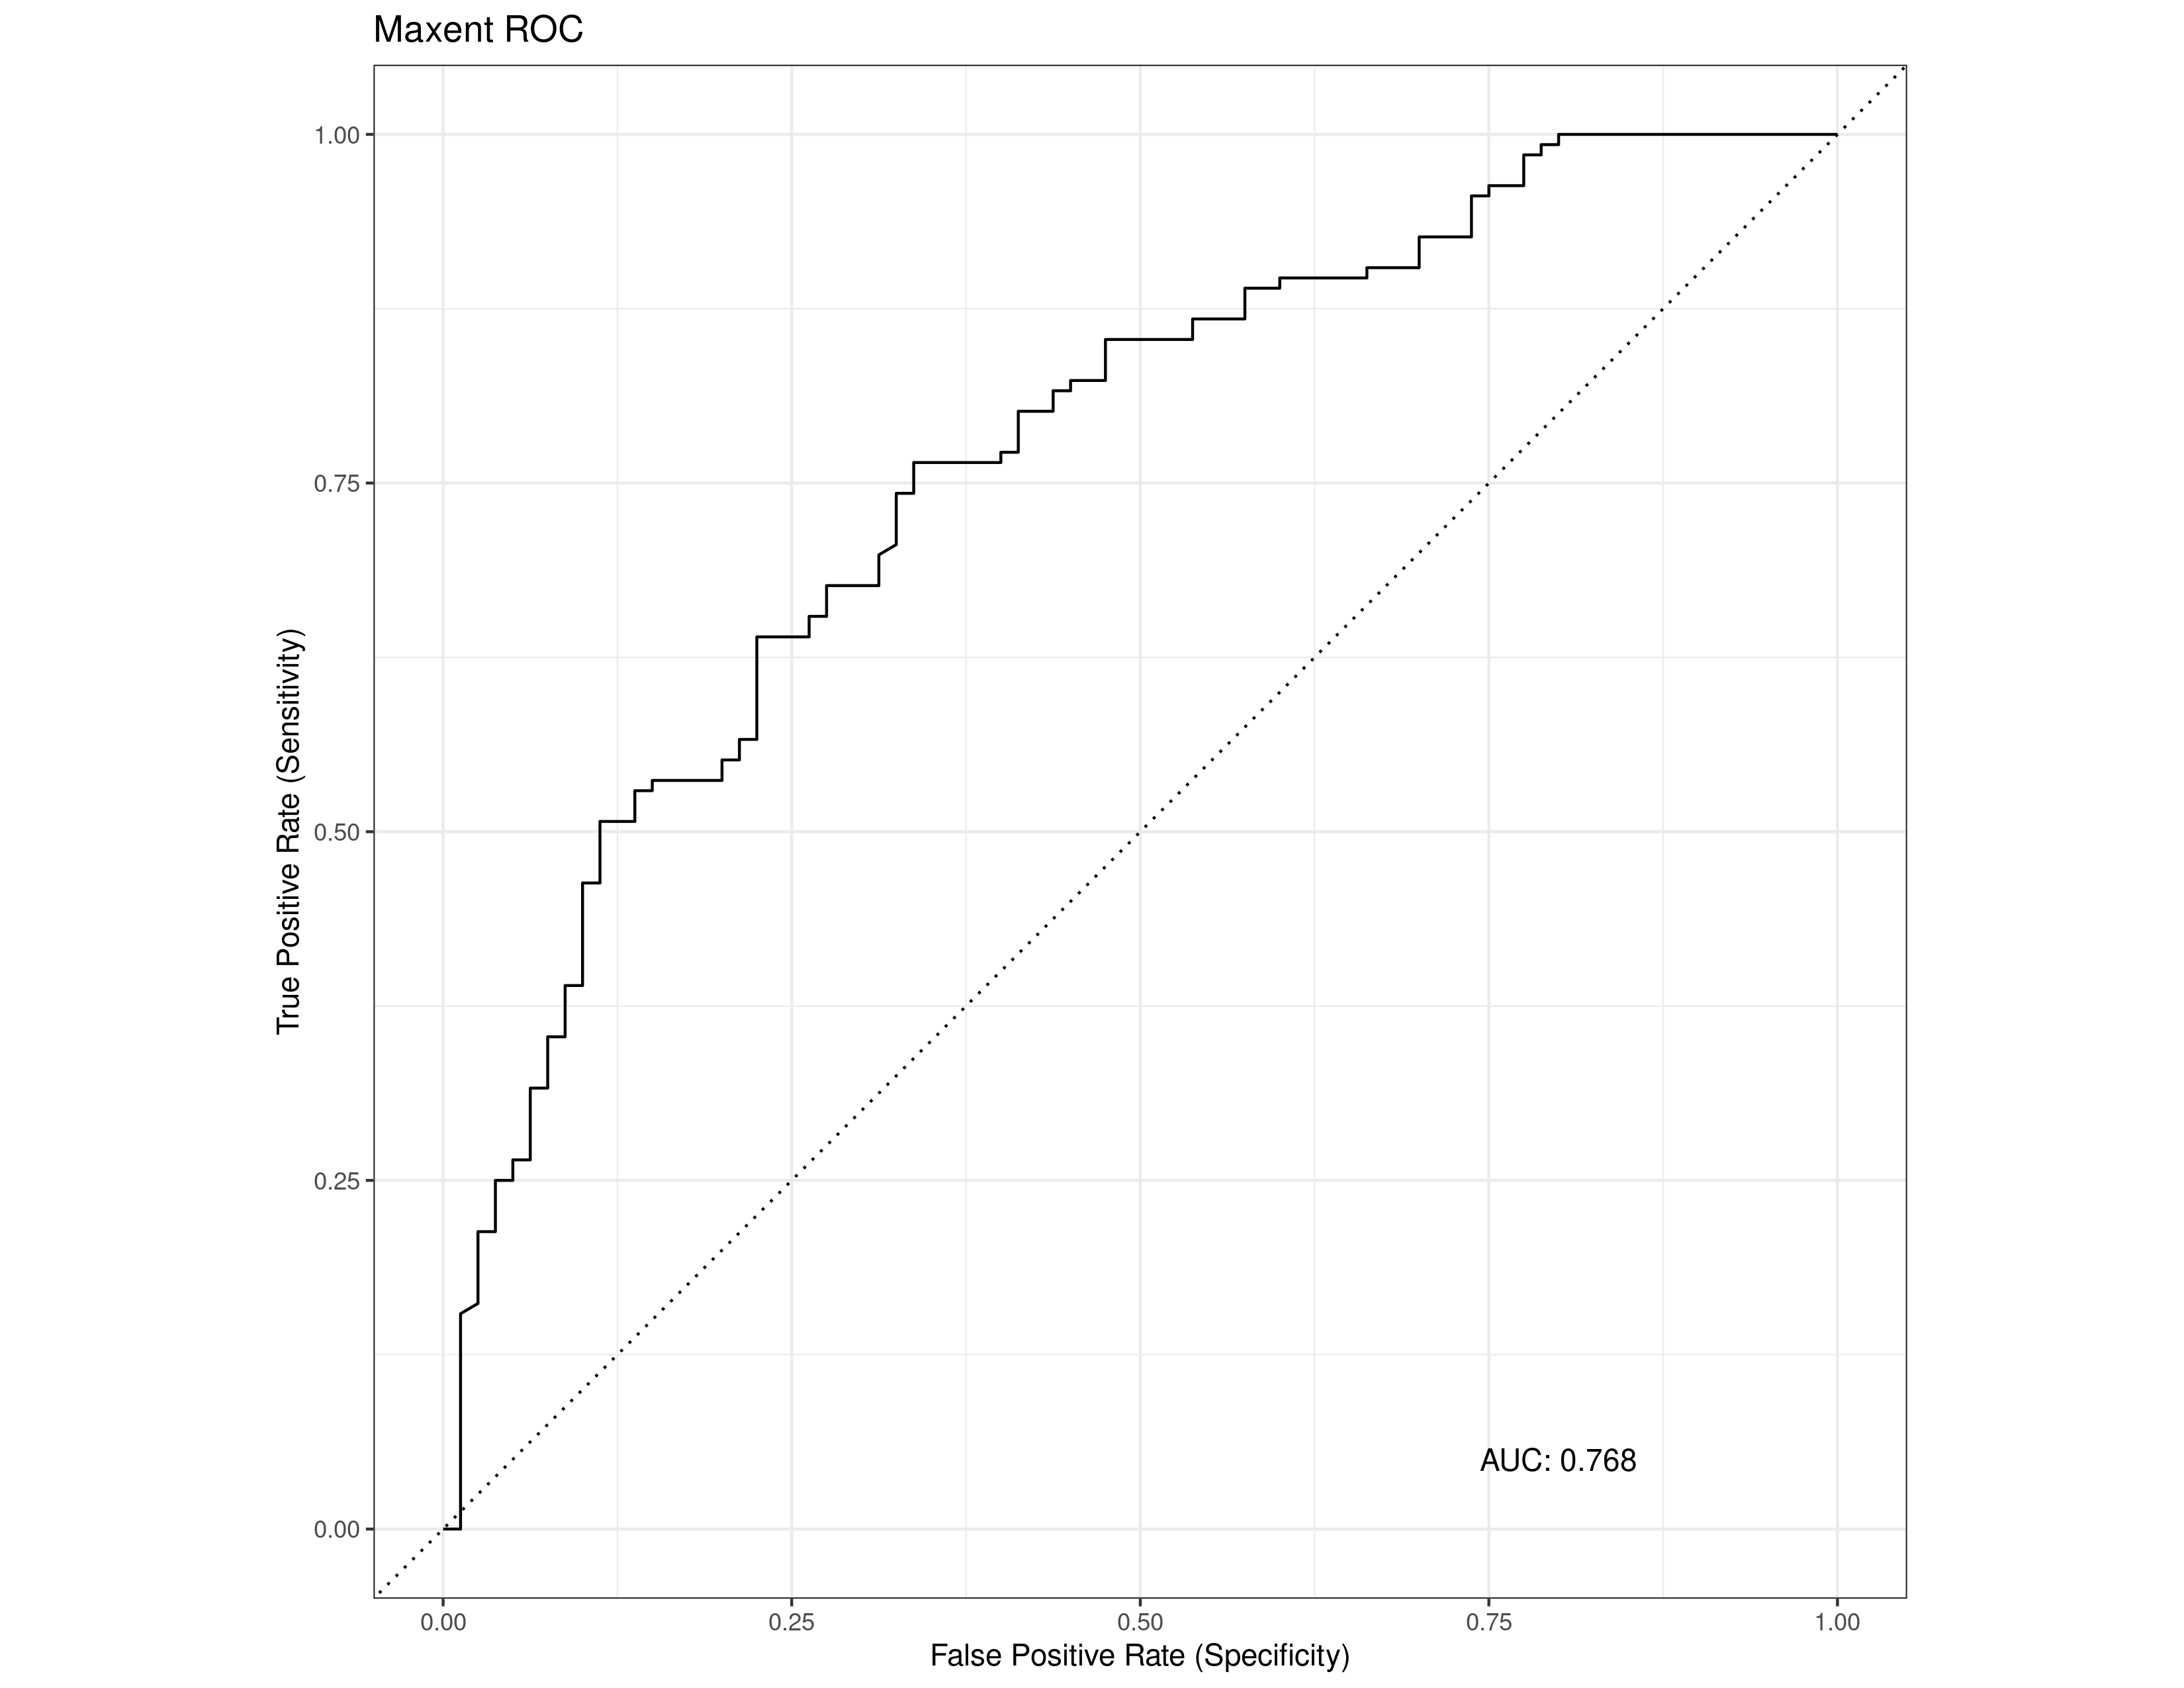 Maxent ROC
True Positive Rate (Sensitivity)
1.00
0.75
0.50
0.25
0.00
AUC: 0.768
0.00
0.25
0.50
0.75
1.00
False Positive Rate (Specificity)